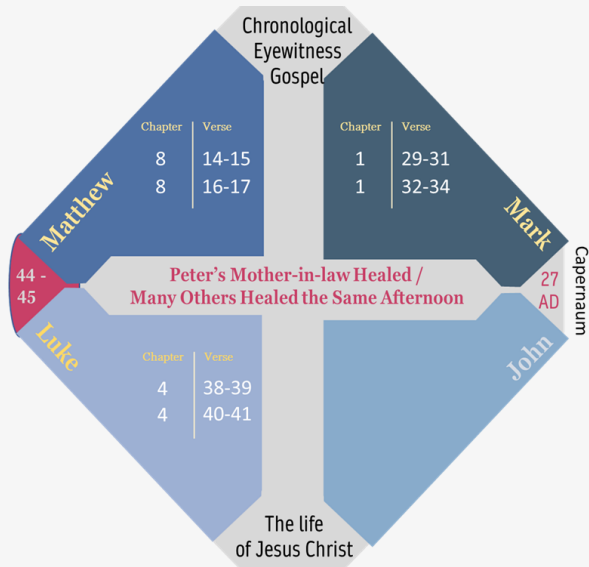 Chronological
Eyewitness
Gospel
Chapter Verse
8 14-15
8 16-17
Matthew
Chapter Verse
1 29-31
1 32-34
Mark
44 -
45
Peter's Mother-in-law Healed /
Many Others Healed the Same Afternoon
27
AD
Capernaum
Luke
Chapter Verse
4 38-39
4 40-41
John
The life
of Jesus Christ